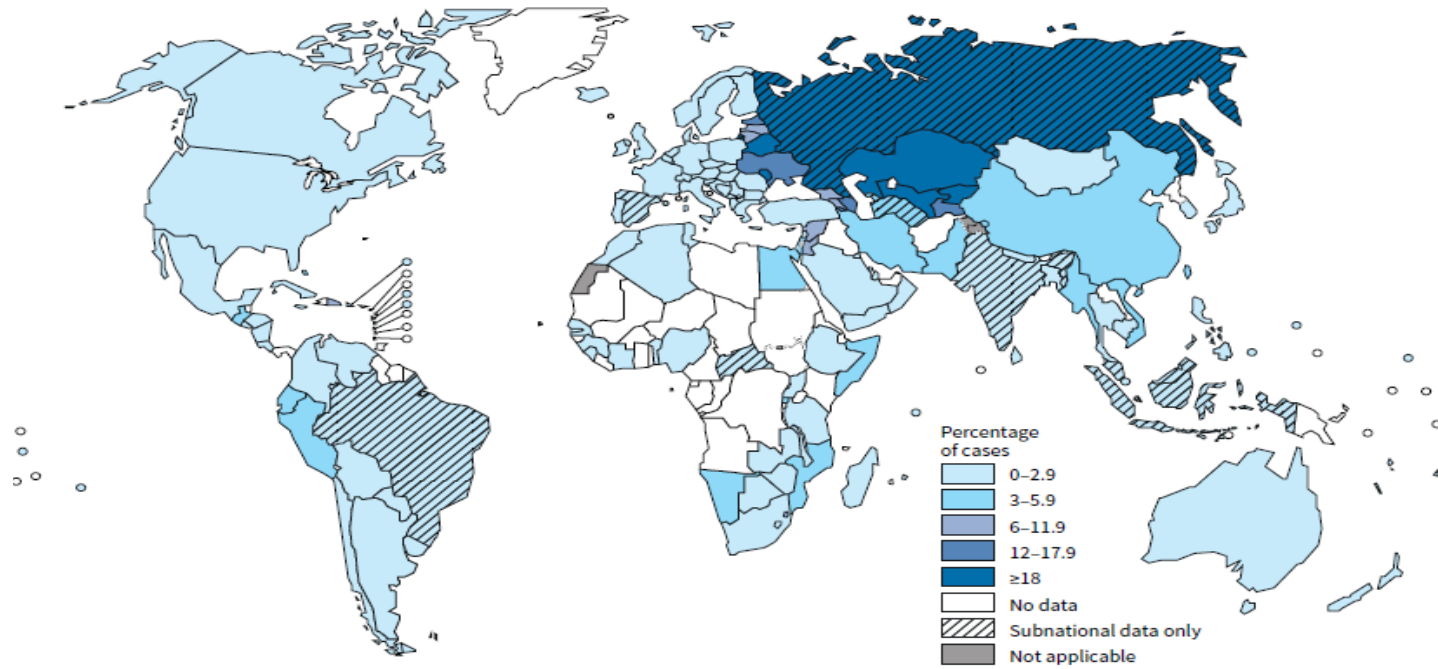 Percentage
of cases
0–2.9
3–5.9
6–11.9
12–17.9
≥18
No data
Subnational data only
Not applicable